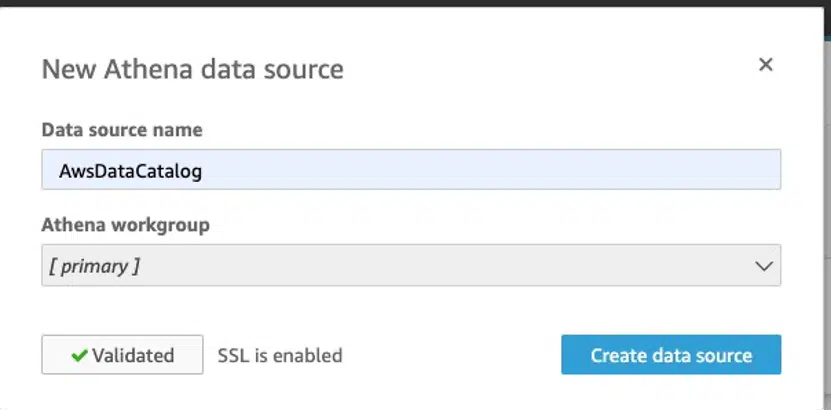 New Athena data source
Data source name
AwsDataCatalog
Athena workgroup
[ primary ]
Validated SSL is enabled Create data source